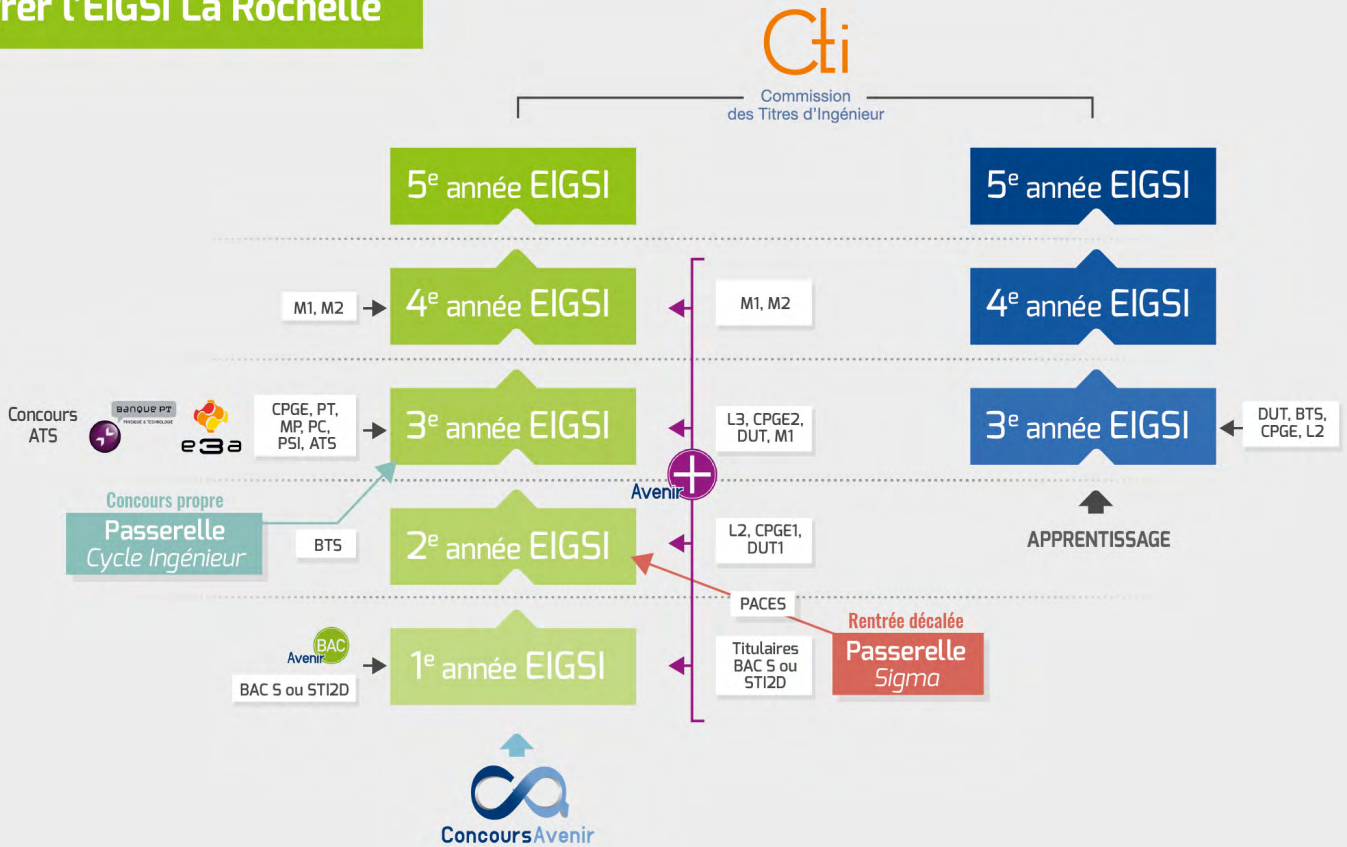 rer l'EIGSI La Rochelle
Cti
Commission
des Titres d'Ingénieur
5e année EIGSI
5e année EIGSI
M1, M2
4e année EIGSI
M1, M2
4e année EIGSI
Concours
ATS
BANQUE PT
PHYSIQUE & TECHNOLOGIE
e3a
CPGE, PT,
MP, PC,
PSI, ATS
3e année EIGSI
L3, CPGE2,
DUT, M1
3e année EIGSI
DUT, BTS,
CPGE, L2
Avenir+
Concours propre
Passerelle
Cycle Ingénieur
BTS
2e année EIGSI
L2, CPGE1,
DUT1
APPRENTISSAGE
PACES
Rentrée décalée
Passerelle
Sigma
Avenir BAC
BAC S ou STI2D
1e année EIGSI
Titulaires
BAC S ou
STI2D
ConcoursAvenir